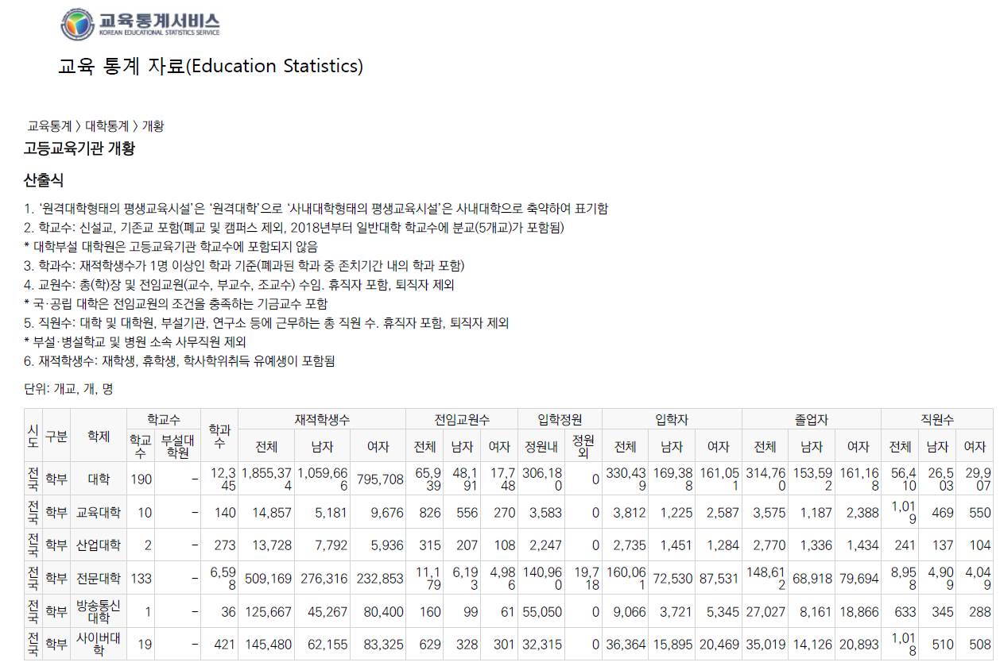 교육통계서비스
KOREAN EDUCATIONAL STATISTICS SERVICE
교육 통계 자료(Education Statistics)
교육통계 > 대학통계 > 개황
고등교육기관 개황
산출식
1. ‘원격대학형태의 평생교육시설’은 ‘원격대학’으로 ‘사내대학형태의 평생교육시설’은 사내대학으로 축약하여 표기함
2. 학교수: 신설교, 기존교 포함(폐교 및 캠퍼스 제외, 2018년부터 일반대학 학교수에 분교(5개교)가 포함됨)
* 대학부설 대학원은 고등교육기관 학교수에 포함되지 않음
3. 학과수: 재적학생수가 1명 이상인 학과 기준(폐과된 학과 중 존치기간 내의 학과 포함)
4. 교원수: 총(학)장 및 전임교원(교수, 부교수, 조교수) 수임. 휴직자 포함, 퇴직자 제외
* 국·공립 대학은 전임교원의 조건을 충족하는 기금교수 포함
5. 직원수: 대학 및 대학원, 부설기관, 연구소 등에 근무하는 총 직원 수. 휴직자 포함, 퇴직자 제외
* 부설·병설학교 및 병원 소속 사무직원 제외
6. 재적학생수: 재학생, 휴학생, 학사학위취득 유예생이 포함됨
단위: 개교, 개, 명
시도 구분 학제 학교수 학과수 재적학생수 전임교원수 입학정원 입학자 졸업자 직원수
학교수 부설대학원 전체 남자 여자 전체 남자 여자 정원내 정원외 전체 남자 여자 전체 남자 여자 전체 남자 여자
전국 학부 대학 190 – 12,345 1,855,374 1,059,666 795,708 65,939 48,191 17,748 306,180 0 330,439 169,388 161,051 314,760 153,592 161,168 56,410 26,503 29,907
전국 학부 교육대학 10 – 140 14,857 5,181 9,676 826 556 270 3,583 0 3,812 1,225 2,587 3,575 1,187 2,388 1,019 469 550
전국 학부 산업대학 2 – 273 13,728 7,792 5,936 315 207 108 2,247 0 2,735 1,451 1,284 2,770 1,336 1,434 241 137 104
전국 학부 전문대학 133 – 6,598 509,169 276,316 232,853 11,179 6,193 4,986 140,960 19,718 160,061 72,530 87,531 148,612 68,918 79,694 8,958 4,909 4,049
전국 학부 방송통신대학 1 – 36 125,667 45,267 80,400 160 99 61 55,050 0 9,066 3,721 5,345 27,027 8,161 18,866 633 345 288
전국 학부 사이버대학 19 – 421 145,480 62,155 83,325 629 328 301 32,315 0 36,364 15,895 20,469 35,019 14,126 20,893 1,018 510 508